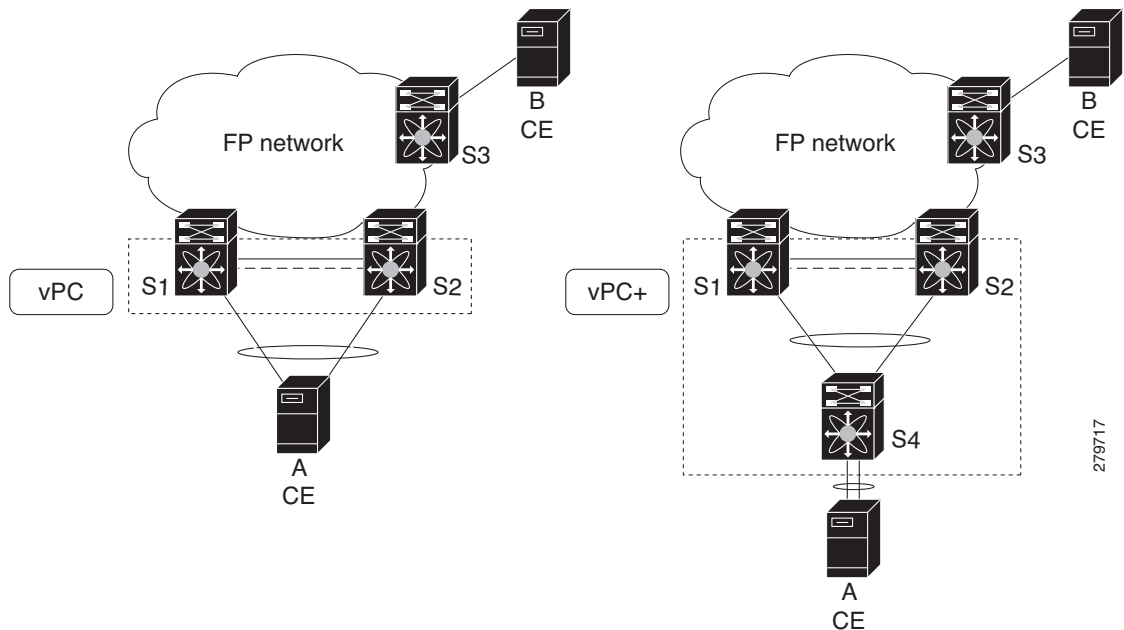 B
CE
FP network
S3
vPC
S1
S2
A
CE
B
CE
FP network
S3
vPC+
S1
S2
S4
A
CE
279717